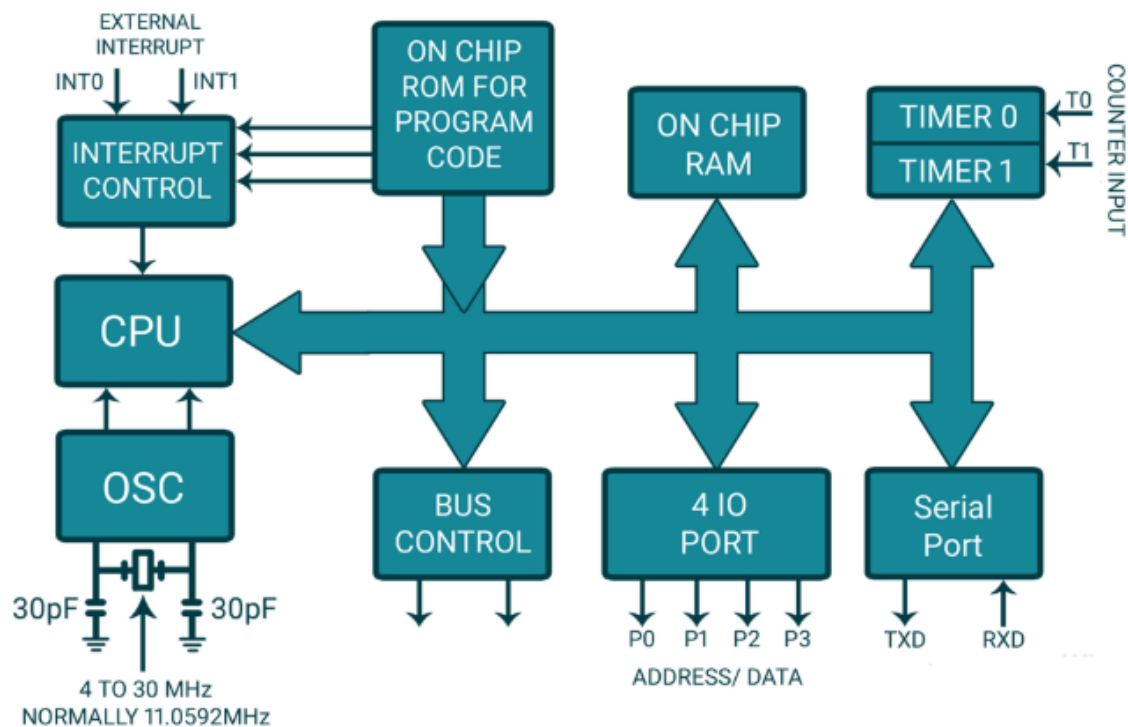 EXTERNAL
INTERRUPT
INT0
INT1
INTERRUPT
CONTROL
ON CHIP
ROM FOR
PROGRAM
CODE
ON CHIP
RAM
TIMER 0
TIMER 1
T0
T1
COUNTER INPUT
CPU
OSC
30pF
30pF
4 TO 30 MHz
NORMALLY 11.0592MHz
BUS
CONTROL
4 IO
PORT
P0
P1
P2
P3
ADDRESS/ DATA
Serial
Port
TXD
RXD